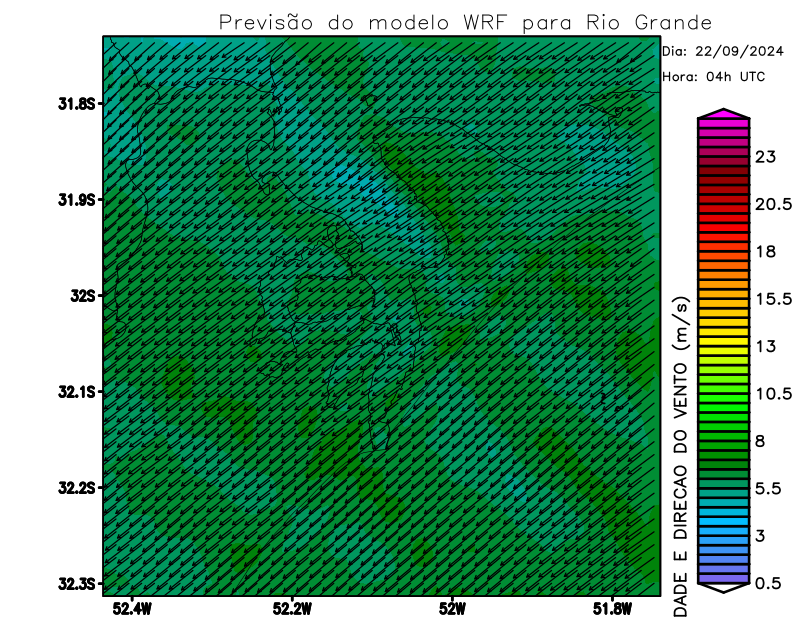 Previsão do modelo WRF para Rio Grande
Dia: 22/09/2024
Hora: 04h UTC
31.8S
31.9S
32S
32.1S
32.2S
32.3S
52.4W
52.2W
52W
51.8W
23
20.5
18
15.5
13
10.5
8
5.5
3
0.5
DADE E DIRECAO DO VENTO (m/s)